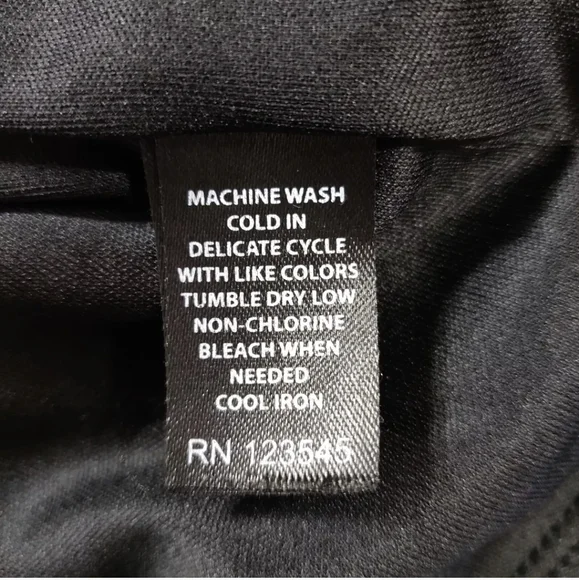 MACHINE WASH
COLD IN
DELICATE CYCLE
WITH LIKE COLORS
TUMBLE DRY LOW
NON-CHLORINE
BLEACH WHEN
NEEDED
COOL IRON
RN 123545